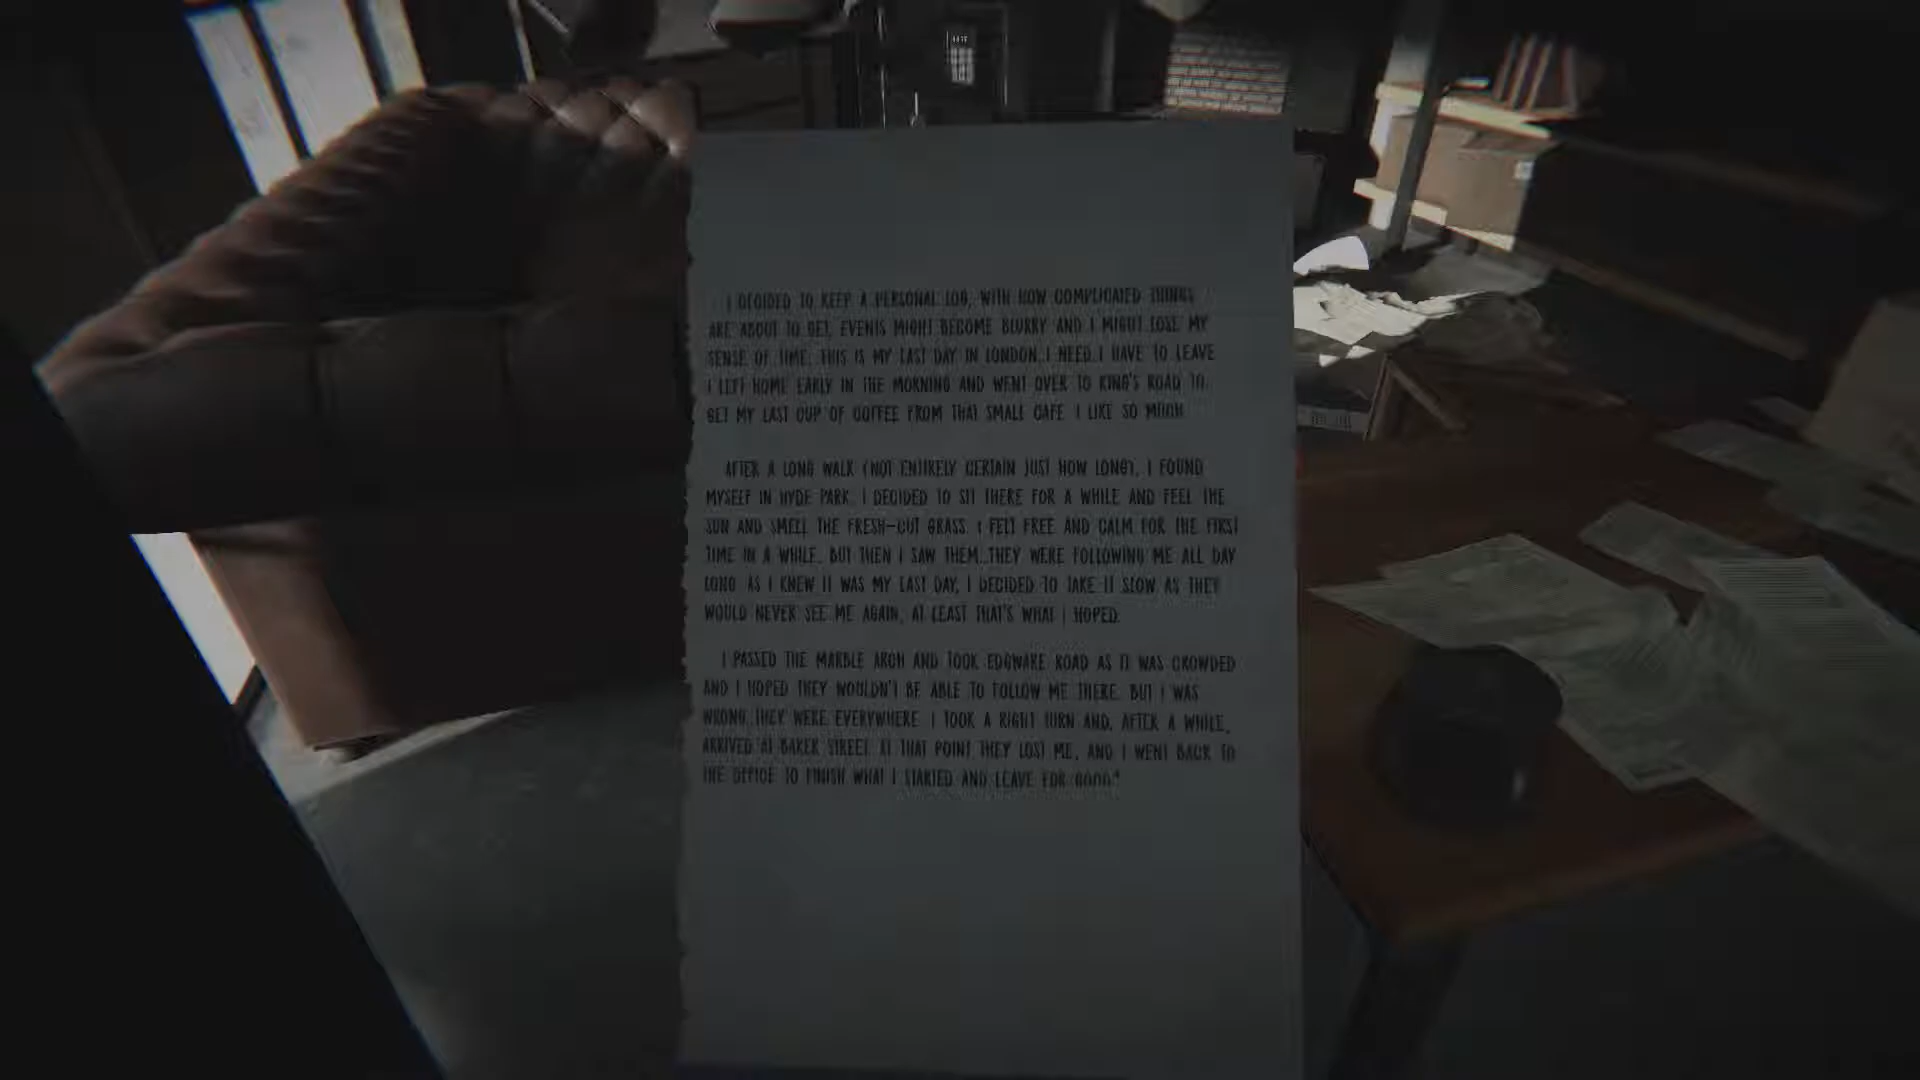 I DECIDED TO KEEP A PERSONAL LOG, WITH HOW COMPLICATED THINGS
ARE ABOUT TO GET, EVENTS MIGHT BECOME BLURRY AND I MIGHT LOSE MY
SENSE OF TIME. THIS IS MY LAST DAY IN LONDON. I NEED I HAVE TO LEAVE
I LEFT HOME EARLY IN THE MORNING AND WENT OVER TO KING'S ROAD TO
GET MY LAST CUP OF COFFEE FROM THAT SMALL CAFE I LIKE SO MUCH
AFTER A LONG WALK (NOT ENTIRELY CERTAIN JUST HOW LONG), I FOUND
MYSELF IN HYDE PARK. I DECIDED TO SIT THERE FOR A WHILE AND FEEL THE
SUN AND SMELL THE FRESH-CUT GRASS. I FELT FREE AND CALM FOR THE FIRST
TIME IN A WHILE. BUT THEN I SAW THEM...THEY WERE FOLLOWING ME ALL DAY
LONG. AS I KNEW IT WAS MY LAST DAY, I DECIDED TO TAKE IT SLOW AS THEY
WOULD NEVER SEE ME AGAIN, AT LEAST THAT'S WHAT I HOPED.
I PASSED THE MARBLE ARCH AND TOOK EDGWARE ROAD AS IT WAS CROWDED
AND I HOPED THEY WOULDN'T BE ABLE TO FOLLOW ME THERE. BUT I WAS
WRONG. THEY WERE EVERYWHERE. I TOOK A RIGHT TURN AND, AFTER A WHILE,
ARRIVED AT BAKER STREET. AT THAT POINT THEY LOST ME, AND I WENT BACK TO
THE OFFICE TO FINISH WHAT I STARTED AND LEAVE FOR GOOD."